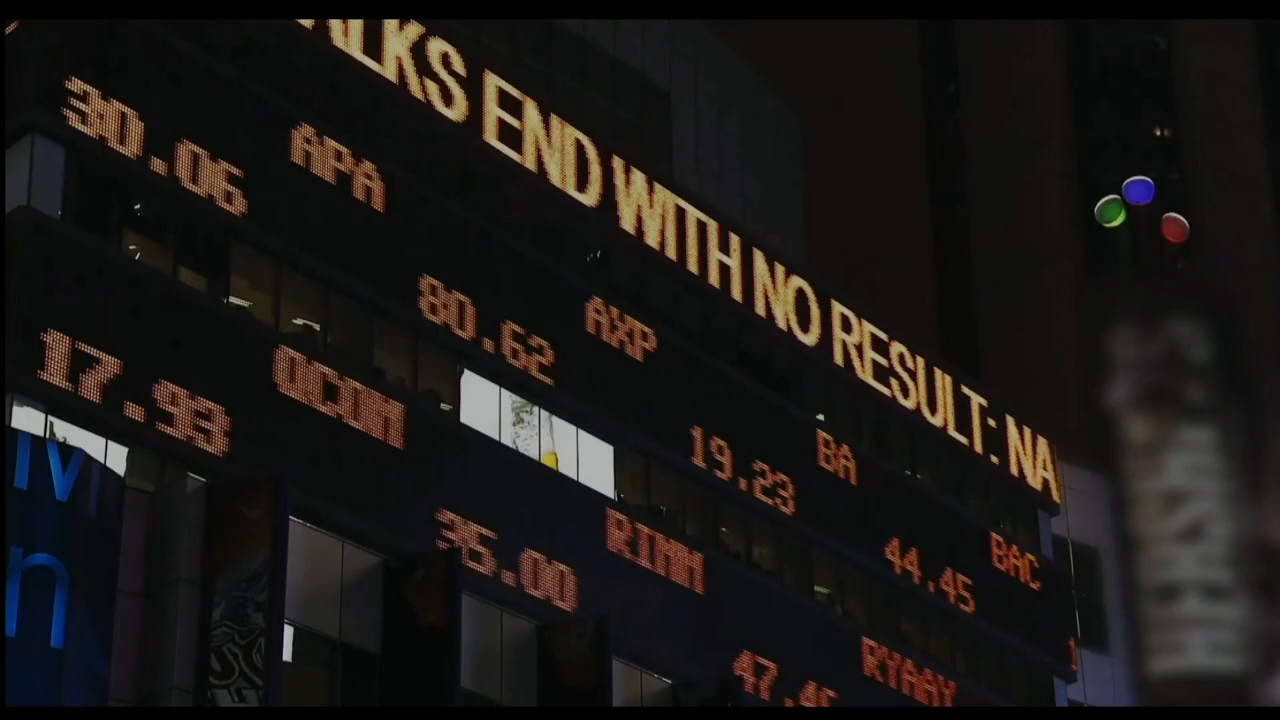 ALKS END WITH NO RESULT: NA
30.06 APA 80.62 AXP 19.23 BA 44.45 BAC
17.93 QCOM 35.00 RIMM RYAAY